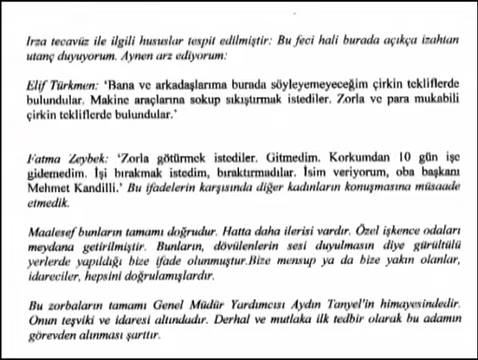 Irza tecavüz ile ilgili hususlar tespit edilmiştir: Bu feci hali burada açıkça izahtan
utanç duyuyorum. Aynen arz ediyorum:
Elif Türkmen: ‘Bana ve arkadaşlarıma burada söyleyemeyeceğim çirkin tekliflerde
bulundular. Makine araçlarına sokup sıkıştırmak istediler. Zorla ve para mukabili
çirkin tekliflerde bulundular.’
Fatma Zeybek: ‘Zorla götürmek istediler. Gitmedim. Korkumdan 10 gün işe
gidemedim. İşi bırakmak istedim, bıraktırmadılar. İsim veriyorum, oba başkanı
Mehmet Kandilli.’ Bu ifadelerin karşısında diğer kadınların konuşmasına müsaade
etmedik.
Maalesef bunların tamamı doğrudur. Hatta daha ilerisi vardır. Özel işkence odaları
meydana getirilmiştir. Bunların, dövülenlerin sesi duyulmasın diye gürültülü
yerlerde yapıldığı bize ifade olunmuştur.Bize mensup ya da bize yakın olanlar,
idareciler, hepsini doğrulamışlardır.
Bu zorbaların tamamı Genel Müdür Yardımcısı Aydın Tanyel’in himayesindedir.
Onun teşviki ve idaresi altındadır. Derhal ve mutlaka ilk tedbir olarak bu adamın
görevden alınması şarttır.